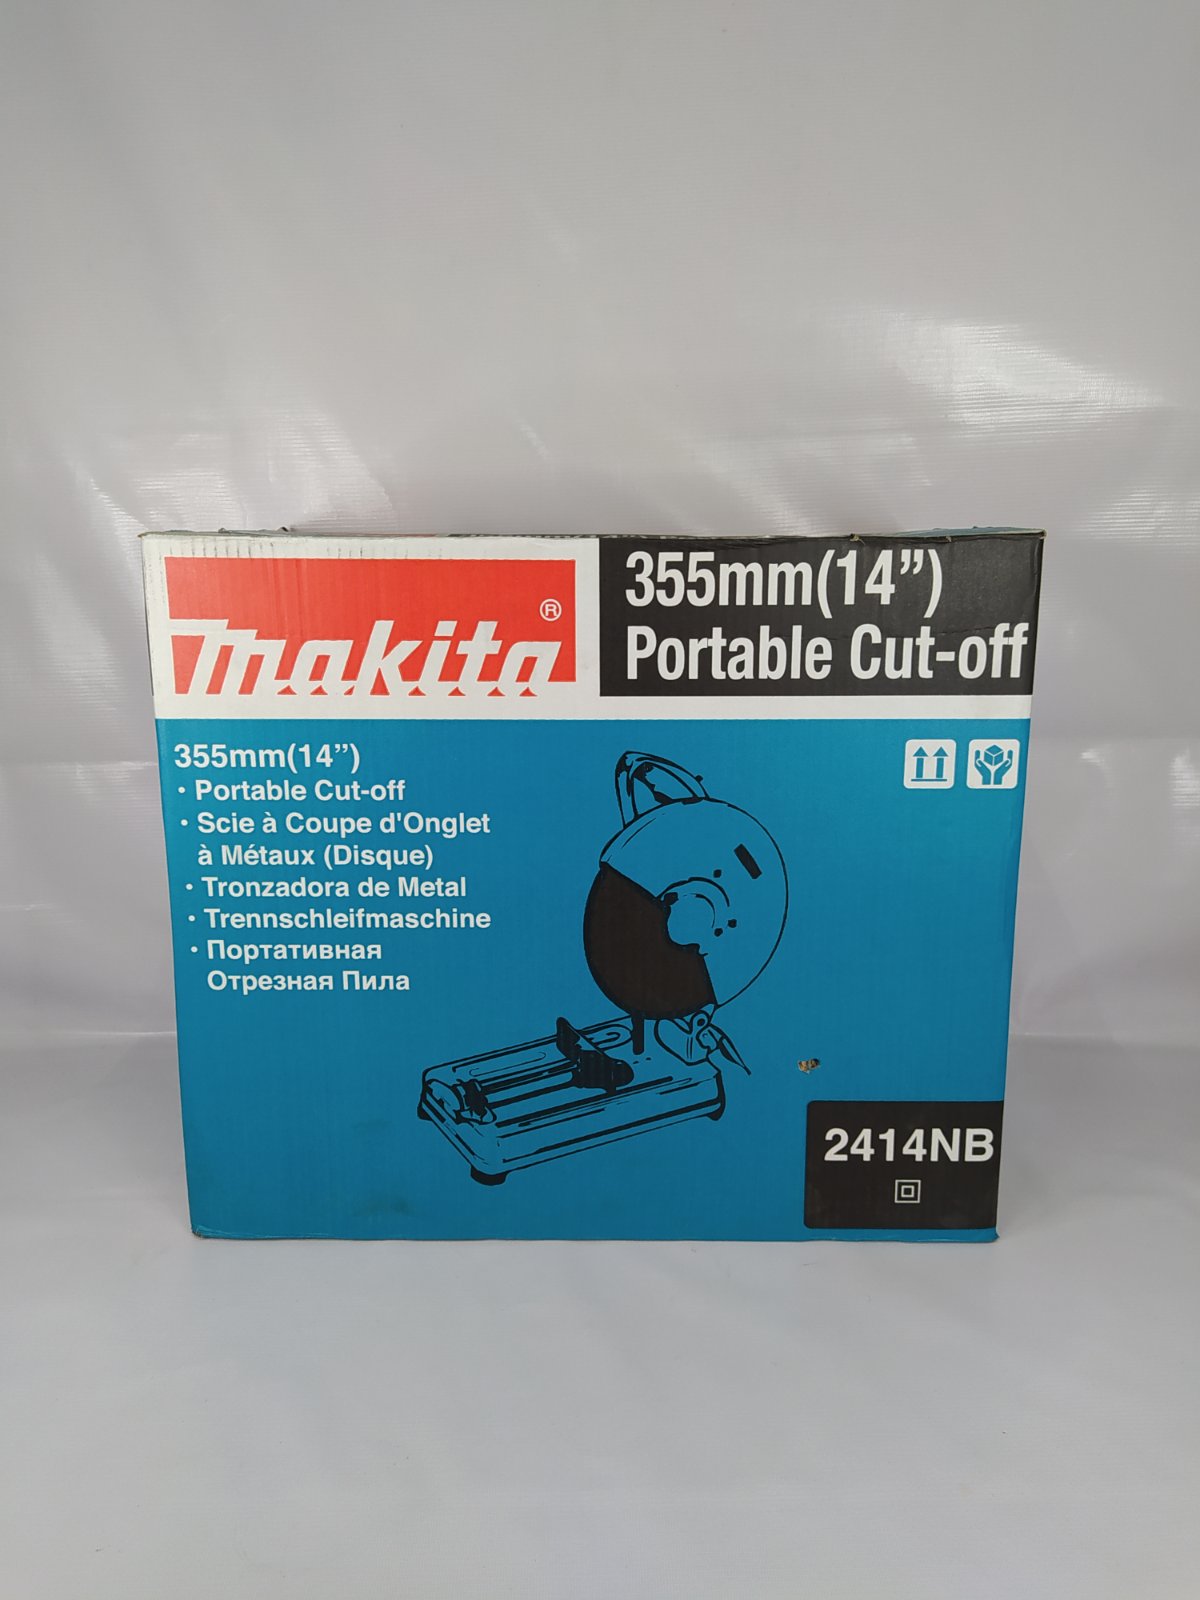 makita®
355mm(14”)
Portable Cut-off
355mm(14”)
• Portable Cut-off
• Scie à Coupe d'Onglet
à Métaux (Disque)
• Tronzadora de Metal
• Trennschleifmaschine
• Портативная
Отрезная Пила
2414NB